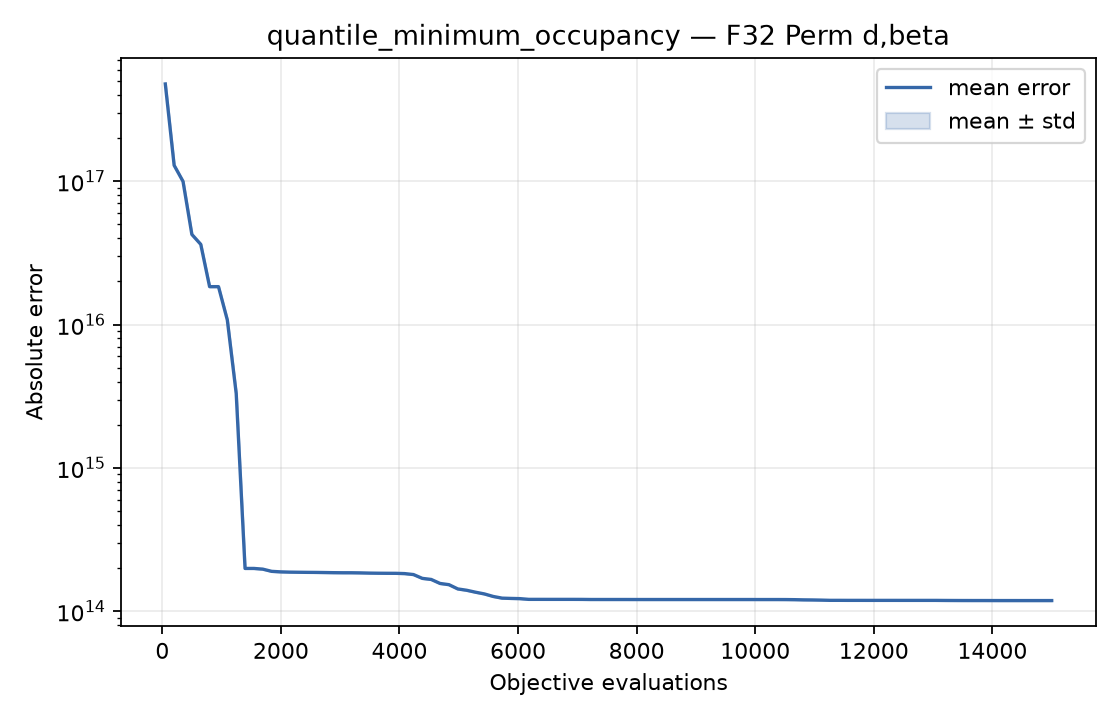 quantile_minimum_occupancy — F32 Perm d,beta
mean error
mean ± std
Absolute error
10^17
10^16
10^15
10^14
0 2000 4000 6000 8000 10000 12000 14000
Objective evaluations